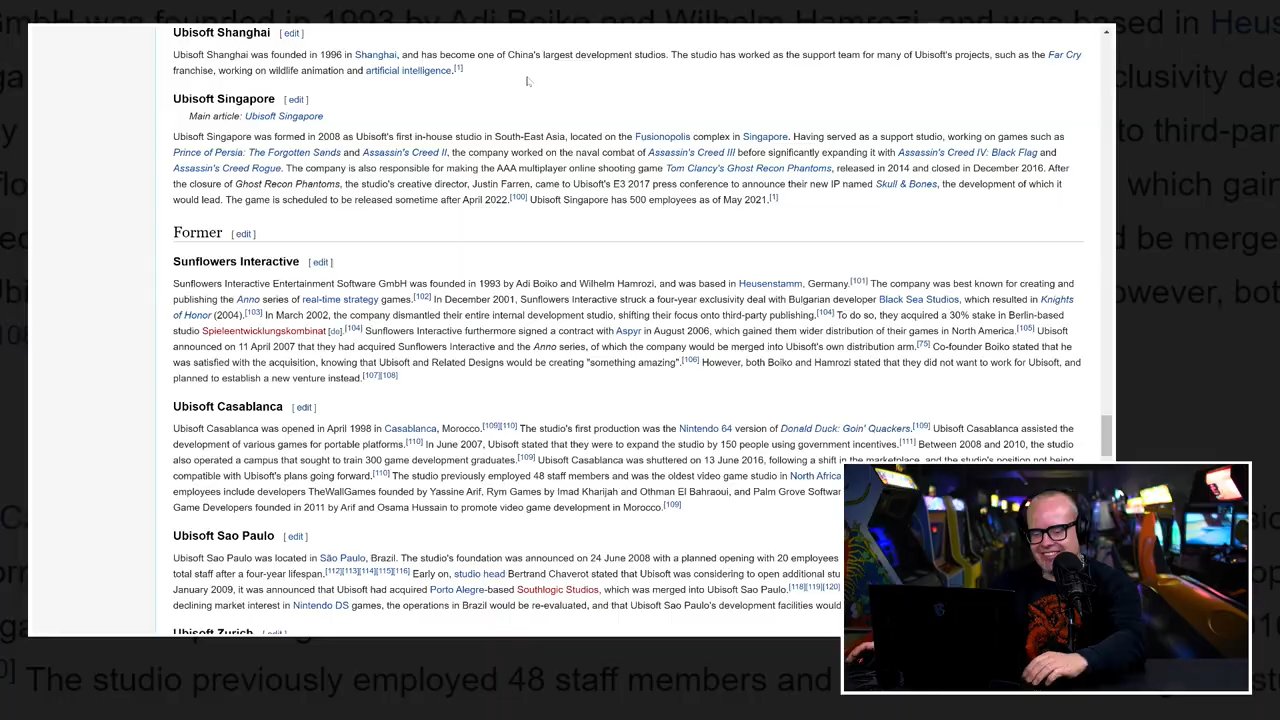 Ubisoft Shanghai [ edit ]
Ubisoft Shanghai was founded in 1996 in Shanghai, and has become one of China's largest development studios. The studio has worked as the support team for many of Ubisoft's projects, such as the Far Cry
franchise, working on wildlife animation and artificial intelligence.[1]
Ubisoft Singapore [ edit ]
Main article: Ubisoft Singapore
Ubisoft Singapore was formed in 2008 as Ubisoft's first in-house studio in South-East Asia, located on the Fusionopolis complex in Singapore. Having served as a support studio, working on games such as
Prince of Persia: The Forgotten Sands and Assassin's Creed II, the company worked on the naval combat of Assassin's Creed III before significantly expanding it with Assassin's Creed IV: Black Flag and
Assassin's Creed Rogue. The company is also responsible for making the AAA multiplayer online shooting game Tom Clancy's Ghost Recon Phantoms, released in 2014 and closed in December 2016. After
the closure of Ghost Recon Phantoms, the studio's creative director, Justin Farren, came to Ubisoft's E3 2017 press conference to announce their new IP named Skull & Bones, the development of which it
would lead. The game is scheduled to be released sometime after April 2022.[100] Ubisoft Singapore has 500 employees as of May 2021.[1]
Former [ edit ]
Sunflowers Interactive [ edit ]
Sunflowers Interactive Entertainment Software GmbH was founded in 1993 by Adi Boiko and Wilhelm Hamrozi, and was based in Heusenstamm, Germany.[101] The company was best known for creating and
publishing the Anno series of real-time strategy games.[102] In December 2001, Sunflowers Interactive struck a four-year exclusivity deal with Bulgarian developer Black Sea Studios, which resulted in Knights
of Honor (2004).[103] In March 2002, the company dismantled their entire internal development studio, shifting their focus onto third-party publishing.[104] To do so, they acquired a 30% stake in Berlin-based
studio Spieleentwicklungskombinat [de].[104] Sunflowers Interactive furthermore signed a contract with Aspyr in August 2006, which gained them wider distribution of their games in North America.[105] Ubisoft
announced on 11 April 2007 that they had acquired Sunflowers Interactive and the Anno series, of which the company would be merged into Ubisoft's own distribution arm.[75] Co-founder Boiko stated that he
was satisfied with the acquisition, knowing that Ubisoft and Related Designs would be creating "something amazing".[106] However, both Boiko and Hamrozi stated that they did not want to work for Ubisoft, and
planned to establish a new venture instead.[107][108]
Ubisoft Casablanca [ edit ]
Ubisoft Casablanca was opened in April 1998 in Casablanca, Morocco.[109][110] The studio's first production was the Nintendo 64 version of Donald Duck: Goin' Quackers.[109] Ubisoft Casablanca assisted the
development of various games for portable platforms.[110] In June 2007, Ubisoft stated that they were to expand the studio by 150 people using government incentives.[111] Between 2008 and 2010, the studio
also operated a campus that sought to train 300 game development graduates.[109] Ubisoft Casablanca was shuttered on 13 June 2016, following a shift in the marketplace, and the studio's position not being
compatible with Ubisoft's plans going forward.[110] The studio previously employed 48 staff members and was the oldest video game studio in North Africa
employees include developers TheWallGames founded by Yassine Arif, Rym Games by Imad Kharijah and Othman El Bahraoui, and Palm Grove Softwar
Game Developers founded in 2011 by Arif and Osama Hussain to promote video game development in Morocco.[109]
Ubisoft Sao Paulo [ edit ]
Ubisoft Sao Paulo was located in São Paulo, Brazil. The studio's foundation was announced on 24 June 2008 with a planned opening with 20 employees
total staff after a four-year lifespan.[112][113][114][115][116] Early on, studio head Bertrand Chaverot stated that Ubisoft was considering to open additional stu
January 2009, it was announced that Ubisoft had acquired Porto Alegre-based Southlogic Studios, which was merged into Ubisoft Sao Paulo.[118][119][120]
declining market interest in Nintendo DS games, the operations in Brazil would be re-evaluated, and that Ubisoft Sao Paulo's development facilities would
Ubisoft Zurich [ edit ]
The studio previously employed 48 staff members and